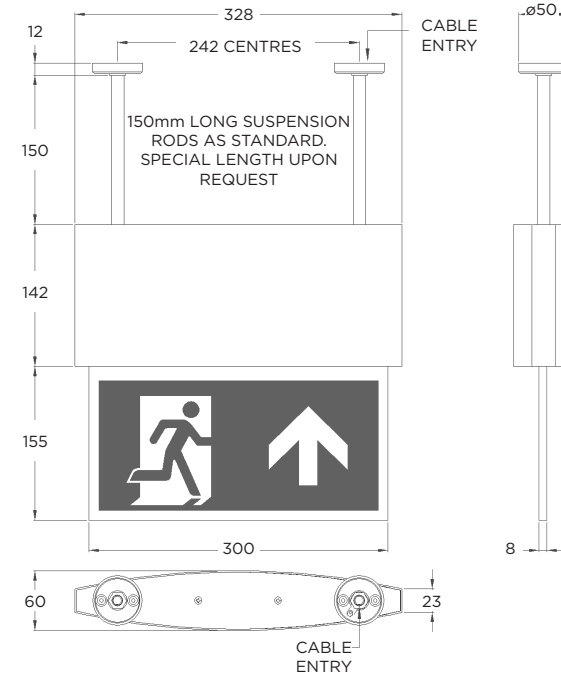 328
ø50
12
242 CENTRES
CABLE
ENTRY
150mm LONG SUSPENSION
RODS AS STANDARD.
SPECIAL LENGTH UPON
REQUEST
150
142
155
300
8
60
23
CABLE
ENTRY